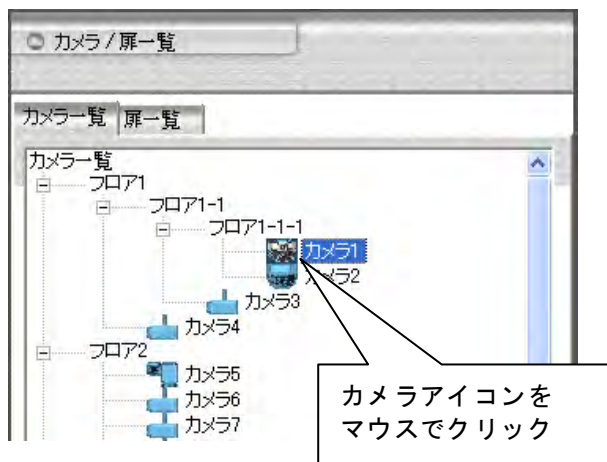 カメラ / 扉一覧
カメラ一覧 扉一覧
カメラ一覧
フロア1
フロア1-1
フロア1-1-1
カメラ1
カメラ2
カメラ3
カメラ4
フロア2
カメラ5
カメラ6
カメラ7
カメラアイコンを
マウスでクリック